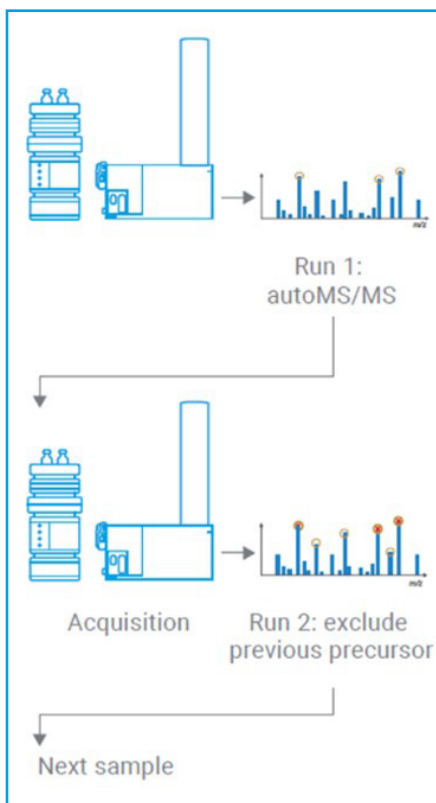 m/z
Run 1:
autoMS/MS
m/z
Acquisition
Run 2: exclude
previous precursor
Next sample